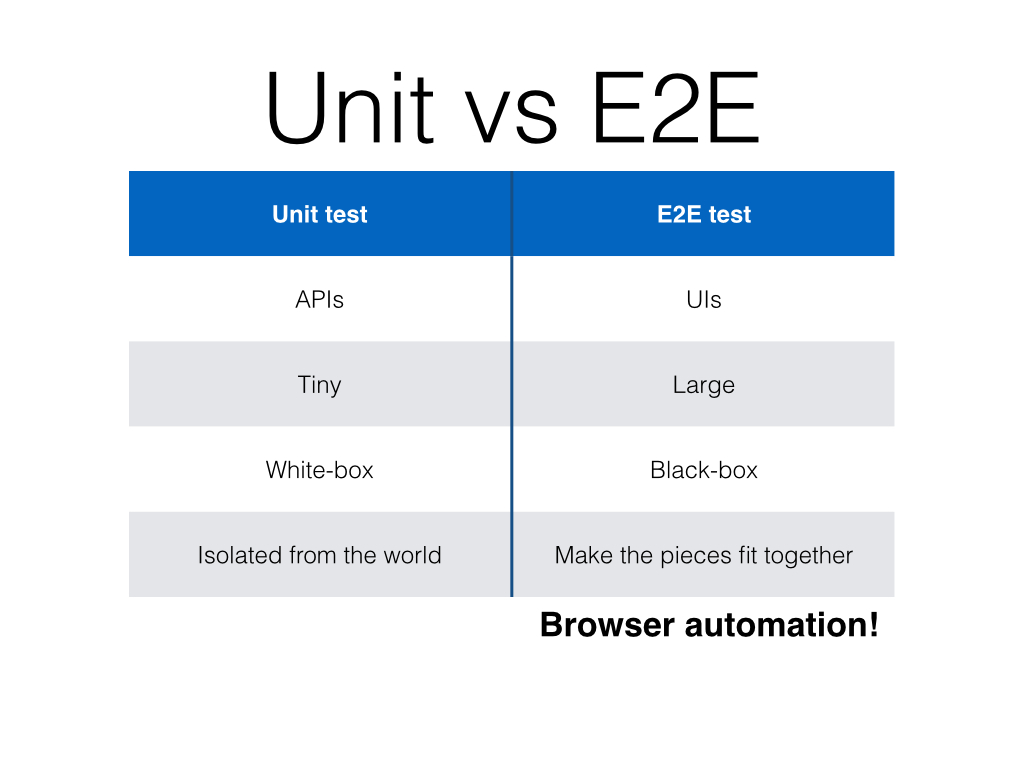 Unit vs E2E
Unit test
E2E test
APIs
UIs
Tiny
Large
White-box
Black-box
Isolated from the world
Make the pieces fit together
Browser automation!